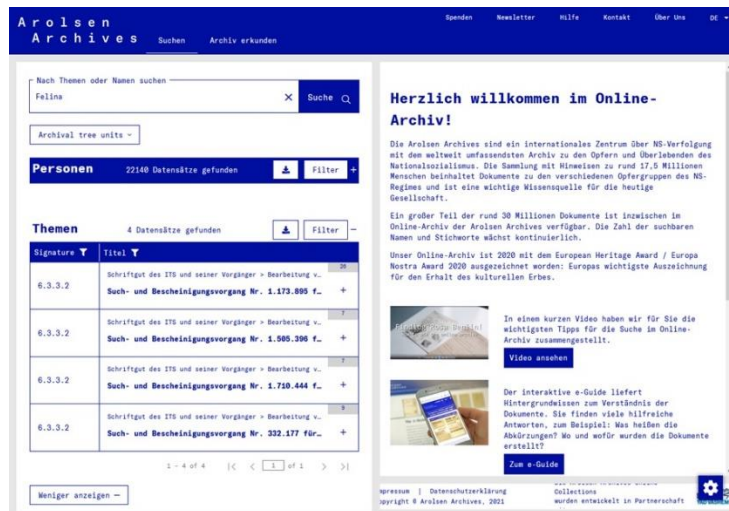 Arolsen
Archives
Suchen
Archiv erkunden
Spenden
Newsletter
Hilfe
Kontakt
Über Uns
DE
Nach Themen oder Namen suchen
Felina
Suche
Archival tree units
Personen
22140 Datensätze gefunden
Filter
Themen
4 Datensätze gefunden
Filter
Signature
Titel
26
Schriftgut des ITS und seiner Vorgänger > Bearbeitung v…
6.3.3.2
Such- und Bescheinigungsvorgang Nr. 1.173.895 f…
7
Schriftgut des ITS und seiner Vorgänger > Bearbeitung v…
6.3.3.2
Such- und Bescheinigungsvorgang Nr. 1.505.396 f…
7
Schriftgut des ITS und seiner Vorgänger > Bearbeitung v…
6.3.3.2
Such- und Bescheinigungsvorgang Nr. 1.710.444 f…
9
Schriftgut des ITS und seiner Vorgänger > Bearbeitung v…
6.3.3.2
Such- und Bescheinigungsvorgang Nr. 332.177 für…
1 - 4 of 4 |< < 1 of 1 > >|
Weniger anzeigen —
Herzlich willkommen im Online-
Archiv!
Die Arolsen Archives sind ein internationales Zentrum über NS-Verfolgung
mit dem weltweit umfassendsten Archiv zu den Opfern und Überlebenden des
Nationalsozialismus. Die Sammlung mit Hinweisen zu rund 17,5 Millionen
Menschen beinhaltet Dokumente zu den verschiedenen Opfergruppen des NS-
Regimes und ist eine wichtige Wissensquelle für die heutige
Gesellschaft.
Ein großer Teil der rund 30 Millionen Dokumente ist inzwischen im
Online-Archiv der Arolsen Archives verfügbar. Die Zahl der suchbaren
Namen und Stichworte wächst kontinuierlich.
Unser Online-Archiv ist 2020 mit dem European Heritage Award / Europa
Nostra Award 2020 ausgezeichnet worden: Europas wichtigste Auszeichnung
für den Erhalt des kulturellen Erbes.
In einem kurzen Video haben wir für Sie die
wichtigsten Tipps für die Suche im Online-
Archiv zusammengestellt.
Video ansehen
Der interaktive e-Guide liefert
Hintergrundwissen zum Verständnis der
Dokumente. Sie finden viele hilfreiche
Antworten, zum Beispiel: Was heißen die
Abkürzungen? Wo und wofür wurden die Dokumente
erstellt?
Zum e-Guide
mpressum | Datenschutzerklärung
opyright © Arolsen Archives, 2021
Collections
wurden entwickelt in Partnerschaft